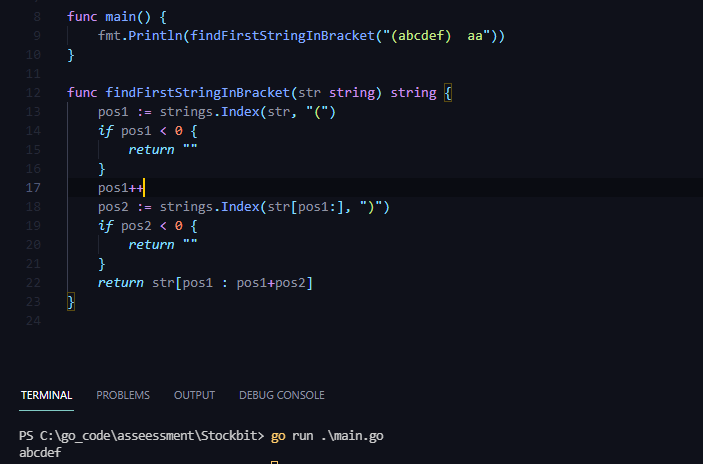 8 func main() {
9 fmt.Println(findFirstStringInBracket("(abcdef)  aa"))
10 }
11
12 func findFirstStringInBracket(str string) string {
13 pos1 := strings.Index(str, "(")
14 if pos1 < 0 {
15 return ""
16 }
17 pos1++
18 pos2 := strings.Index(str[pos1:], ")")
19 if pos2 < 0 {
20 return ""
21 }
22 return str[pos1 : pos1+pos2]
23 }
24
TERMINAL PROBLEMS OUTPUT DEBUG CONSOLE
PS C:\go_code\asseessment\Stockbit> go run .\main.go
abcdef